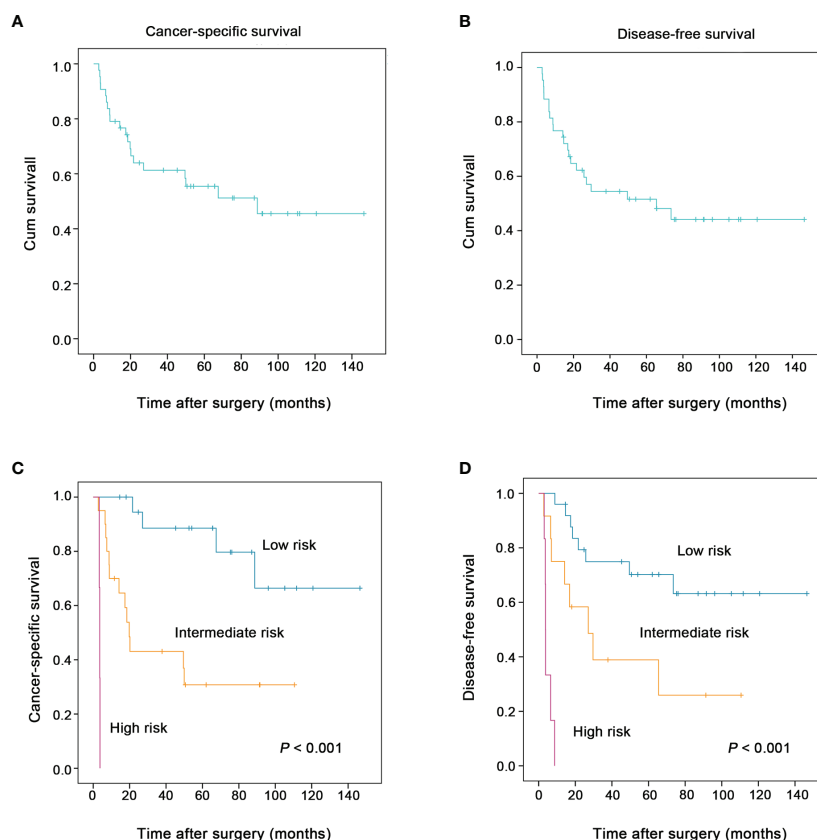 A
Cancer-specific survival
1.0
0.8
0.6
0.4
0.2
0.0
Cum survivall
0 20 40 60 80 100 120 140
Time after surgery (months)
B
Disease-free survival
1.0
0.8
0.6
0.4
0.2
0.0
Cum survivall
0 20 40 60 80 100 120 140
Time after surgery (months)
C
1.0
0.8
0.6
0.4
0.2
0.0
Cancer-specific survival
Low risk
Intermediate risk
High risk
P < 0.001
0 20 40 60 80 100 120 140
Time after surgery (months)
D
1.0
0.8
0.6
0.4
0.2
0.0
Disease-free survival
Low risk
Intermediate risk
High risk
P < 0.001
0 20 40 60 80 100 120 140
Time after surgery (months)